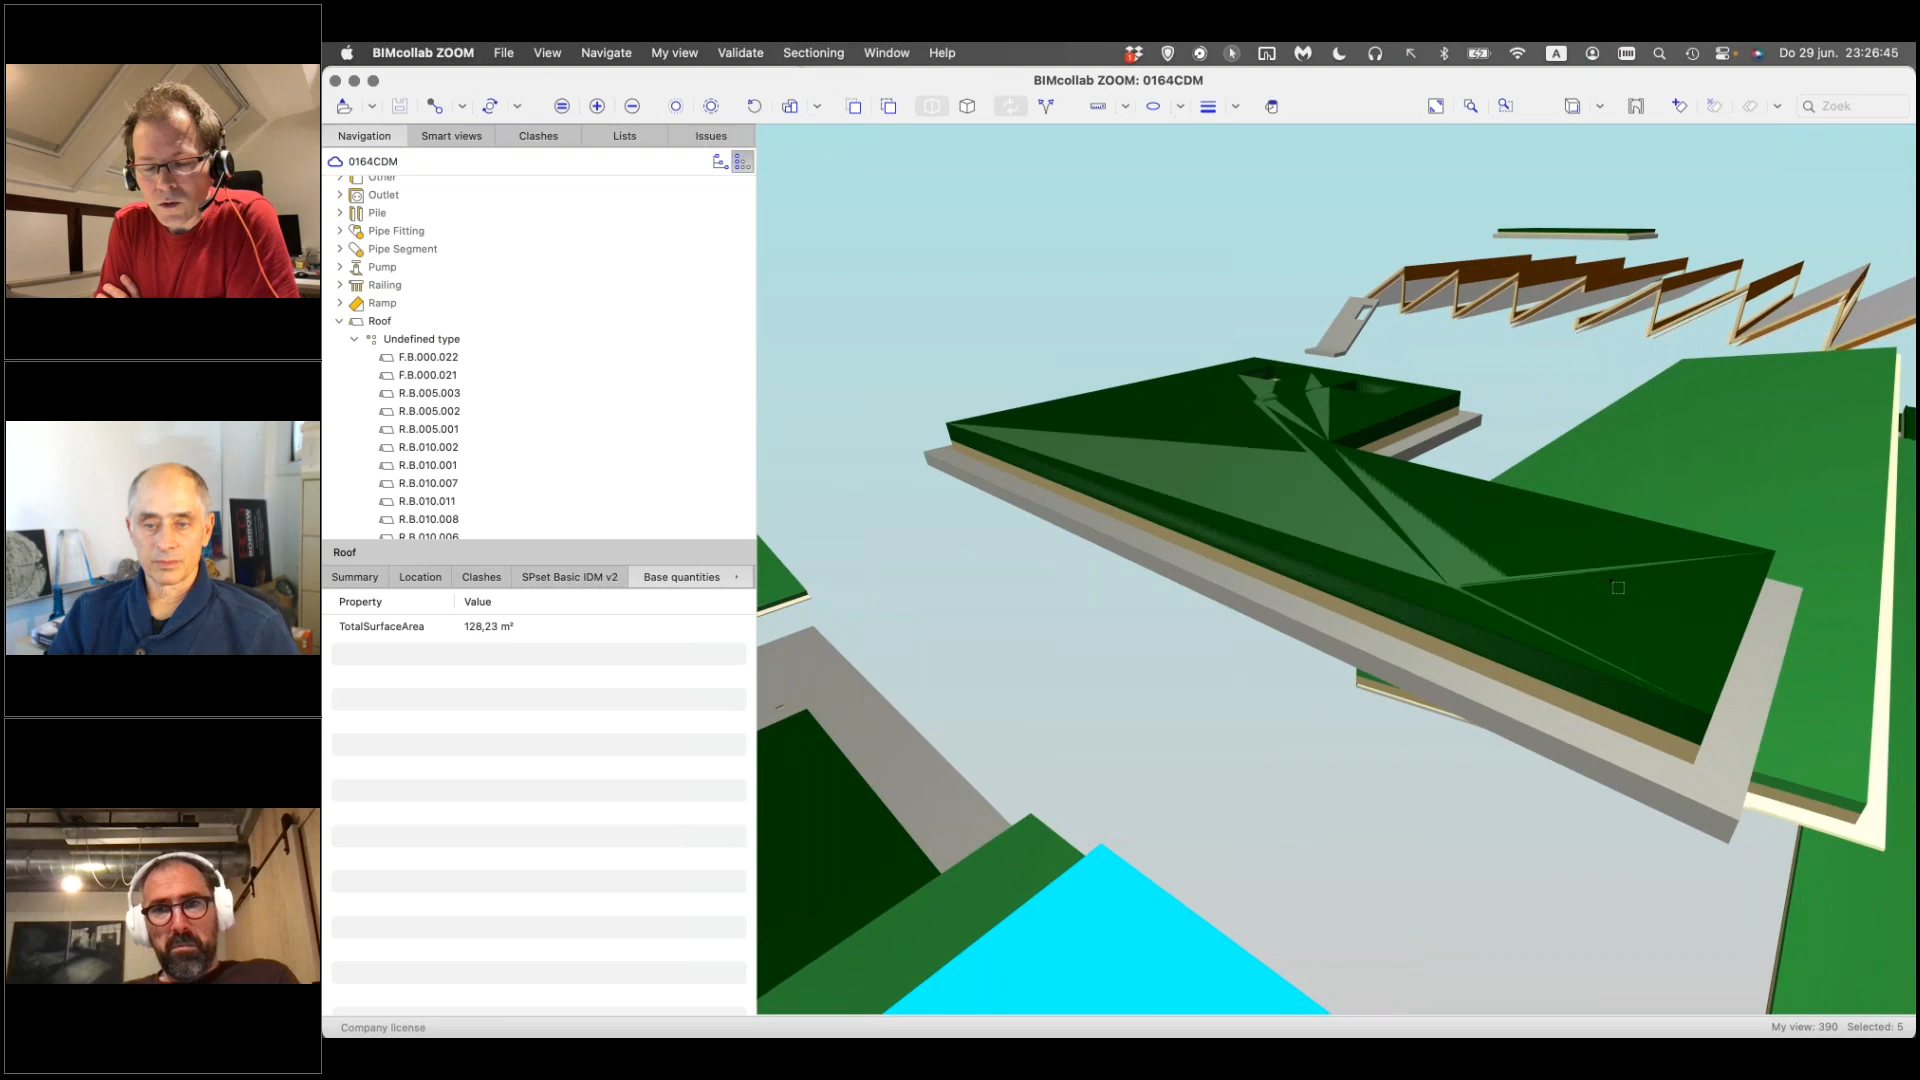 BIMcollab ZOOM File View Navigate My view Validate Sectioning Window Help
A
Do 29 jun. 23:26:45
BIMcollab ZOOM: 0164CDM
Zoek
Navigation Smart views Clashes Lists Issues
0164CDM
Other
Outlet
Pile
Pipe Fitting
Pipe Segment
Pump
Railing
Ramp
Roof
Undefined type
F.B.000.022
F.B.000.021
R.B.005.003
R.B.005.002
R.B.005.001
R.B.010.002
R.B.010.001
R.B.010.007
R.B.010.011
R.B.010.008
R.B.010.006
Roof
Summary Location Clashes SPset Basic IDM v2 Base quantities
Property Value
TotalSurfaceArea 128,23 m²
Company license
My view: 390 Selected: 5